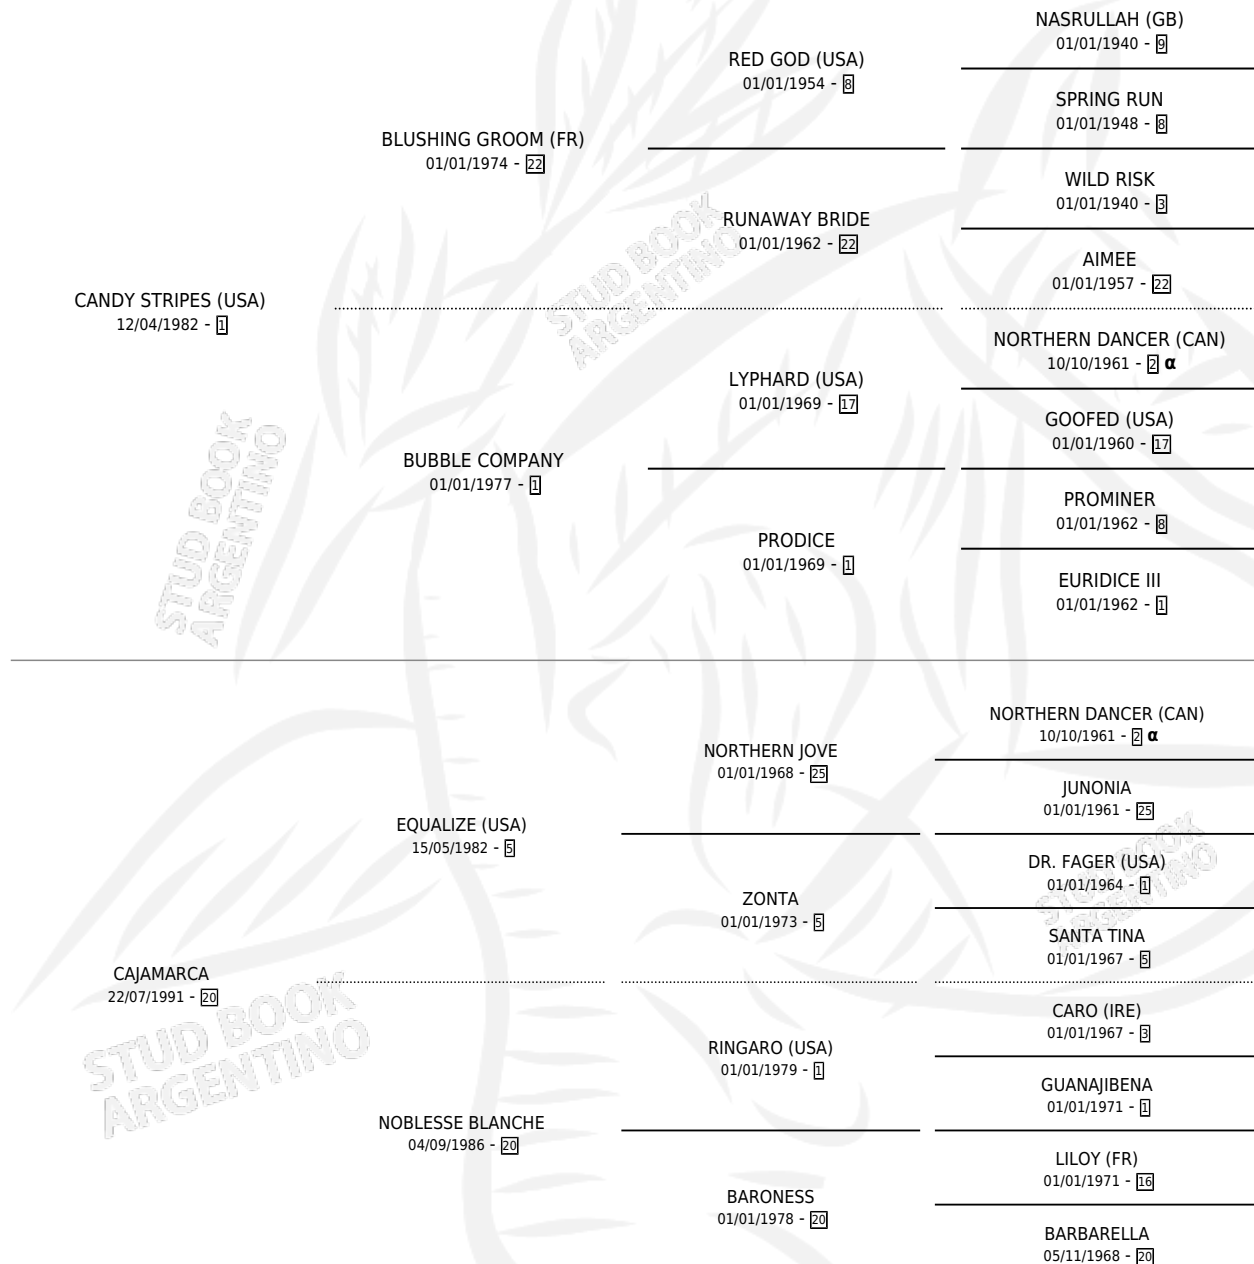 NASRULLAH (GB)
01/01/1940 - 9
RED GOD (USA)
01/01/1954 - 8
SPRING RUN
01/01/1948 - 8
BLUSHING GROOM (FR)
01/01/1974 - 22
WILD RISK
01/01/1940 - 3
RUNAWAY BRIDE
01/01/1962 - 22
AIMEE
01/01/1957 - 22
CANDY STRIPES (USA)
12/04/1982 - 1
NORTHERN DANCER (CAN)
10/10/1961 - 2 α
LYPHARD (USA)
01/01/1969 - 17
GOOFED (USA)
01/01/1960 - 17
BUBBLE COMPANY
01/01/1977 - 1
PROMINER
01/01/1962 - 8
PRODICE
01/01/1969 - 1
EURIDICE III
01/01/1962 - 1
NORTHERN DANCER (CAN)
10/10/1961 - 2 α
NORTHERN JOVE
01/01/1968 - 25
JUNONIA
01/01/1961 - 25
EQUALIZE (USA)
15/05/1982 - 5
DR. FAGER (USA)
01/01/1964 - 1
ZONTA
01/01/1973 - 5
SANTA TINA
01/01/1967 - 5
CAJAMARCA
22/07/1991 - 20
CARO (IRE)
01/01/1967 - 3
RINGARO (USA)
01/01/1979 - 1
GUANAJIBENA
01/01/1971 - 1
NOBLESSE BLANCHE
04/09/1986 - 20
LILOY (FR)
01/01/1971 - 16
BARONESS
01/01/1978 - 20
BARBARELLA
05/11/1968 - 20
STUD BOOK
ARGENTINO
STUD BOOK
ARGENTINO
STUD BOOK
ARGENTINO
STUD BOOK
ARGENTINO